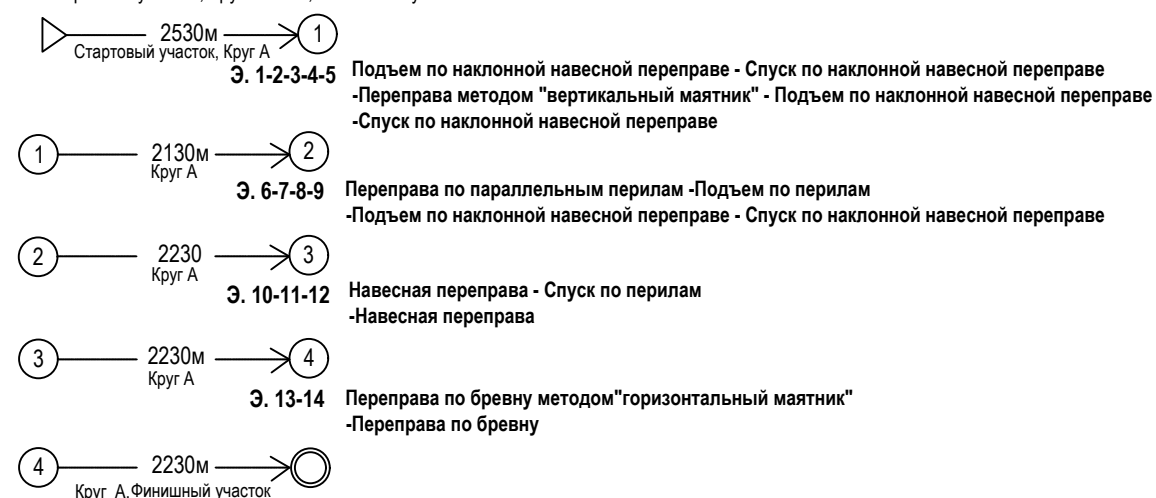 2530м
1
Стартовый участок, Круг А
Э. 1-2-3-4-5
Подъем по наклонной навесной переправе - Спуск по наклонной навесной переправе
-Переправа методом "вертикальный маятник" - Подъем по наклонной навесной переправе
-Спуск по наклонной навесной переправе
1
2130м
2
Круг А
Э. 6-7-8-9
Переправа по параллельным перилам -Подъем по перилам
-Подъем по наклонной навесной переправе - Спуск по наклонной навесной переправе
2
2230
3
Круг А
Э. 10-11-12
Навесная переправа - Спуск по перилам
-Навесная переправа
3
2230м
4
Круг А
Э. 13-14
Переправа по бревну методом"горизонтальный маятник"
-Переправа по бревну
4
2230м
Круг А,Финишный участок